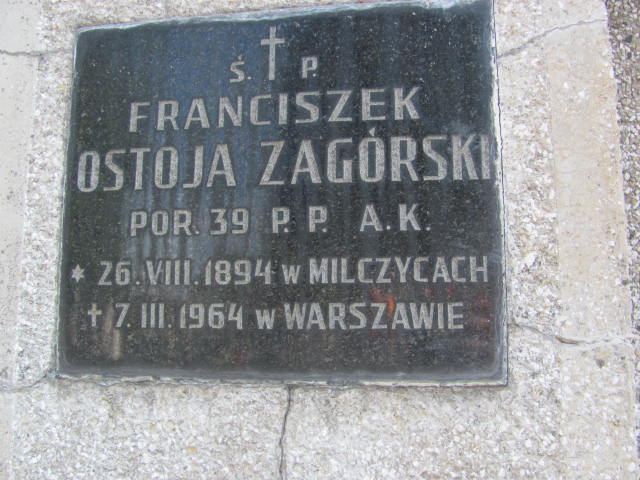 Ś. P.
FRANCISZEK
OSTOJA ZAGÓRSKI
POR. 39 P. P. A. K.
* 26. VIII. 1894 W MILCZYCACH
† 7. III. 1964 W WARSZAWIE